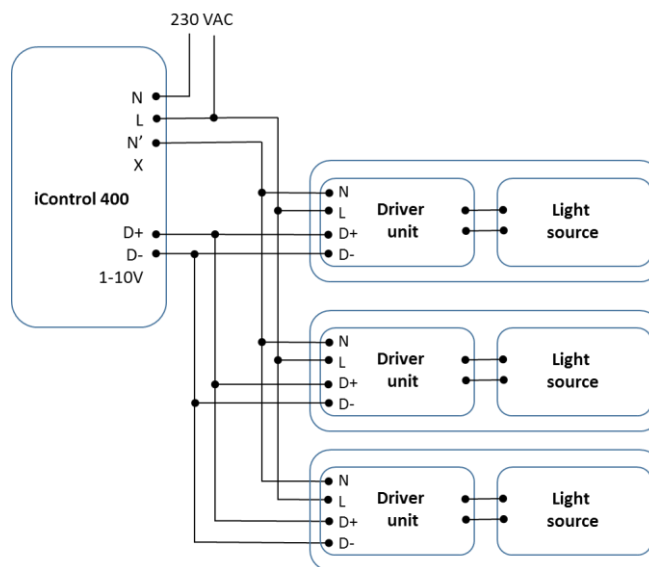 230 VAC
N
L
N’
X
iControl 400
D+
D-
1-10V
N
L
D+
D-
Driver
unit
Light
source
N
L
D+
D-
Driver
unit
Light
source
N
L
D+
D-
Driver
unit
Light
source